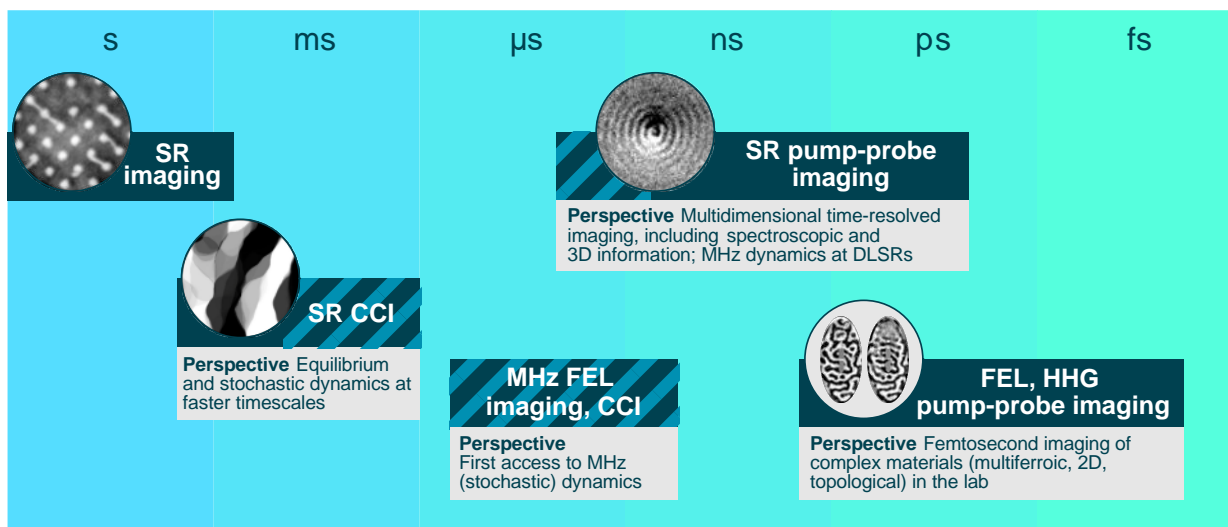 s
ms
µs
ns
ps
fs
SR
imaging
SR pump-probe
imaging
Perspective Multidimensional time-resolved
imaging, including spectroscopic and
3D information; MHz dynamics at DLSRs
SR CCI
Perspective Equilibrium
and stochastic dynamics at
faster timescales
MHz FEL
imaging, CCI
Perspective
First access to MHz
(stochastic) dynamics
FEL, HHG
pump-probe imaging
Perspective Femtosecond imaging of
complex materials (multiferroic, 2D,
topological) in the lab